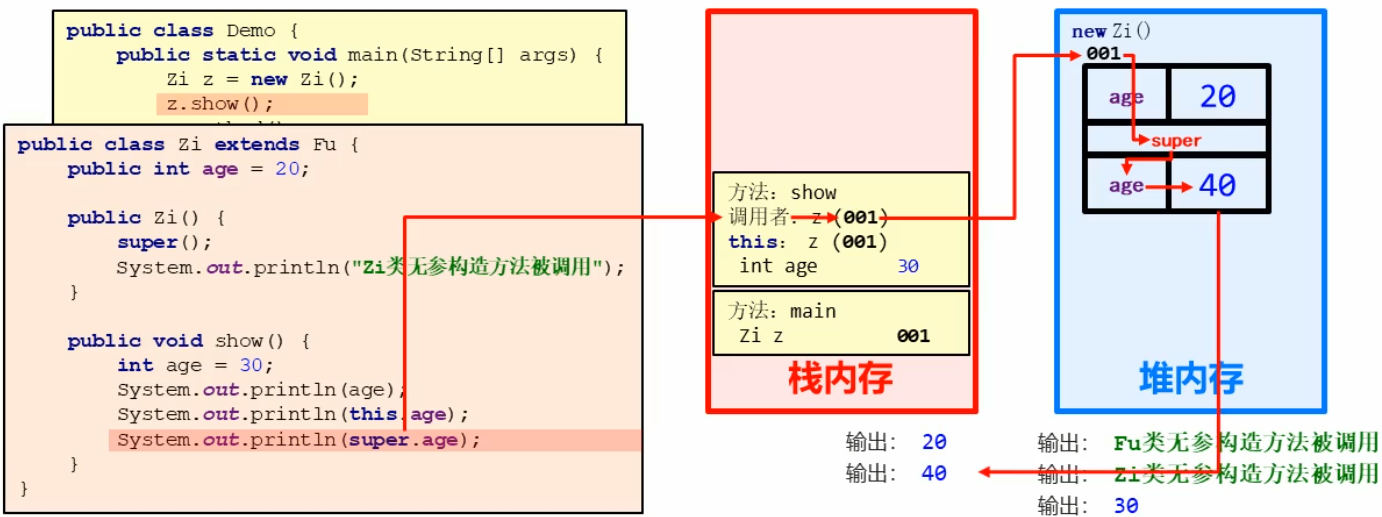 public class Demo {
public static void main(String[] args) {
Zi z = new Zi();
z.show();
public class Zi extends Fu {
public int age = 20;
public Zi() {
super();
System.out.println("Zi类无参构造方法被调用");
}
public void show() {
int age = 30;
System.out.println(age);
System.out.println(this.age);
System.out.println(super.age);
}
}
方法：show
调用者：z (001)
this：z (001)
int age 30
方法：main
Zi z 001
栈内存
new Zi()
001
age 20
super
age 40
堆内存
输出： 20
输出： 40
输出： Fu类无参构造方法被调用
输出： Zi类无参构造方法被调用
输出： 30